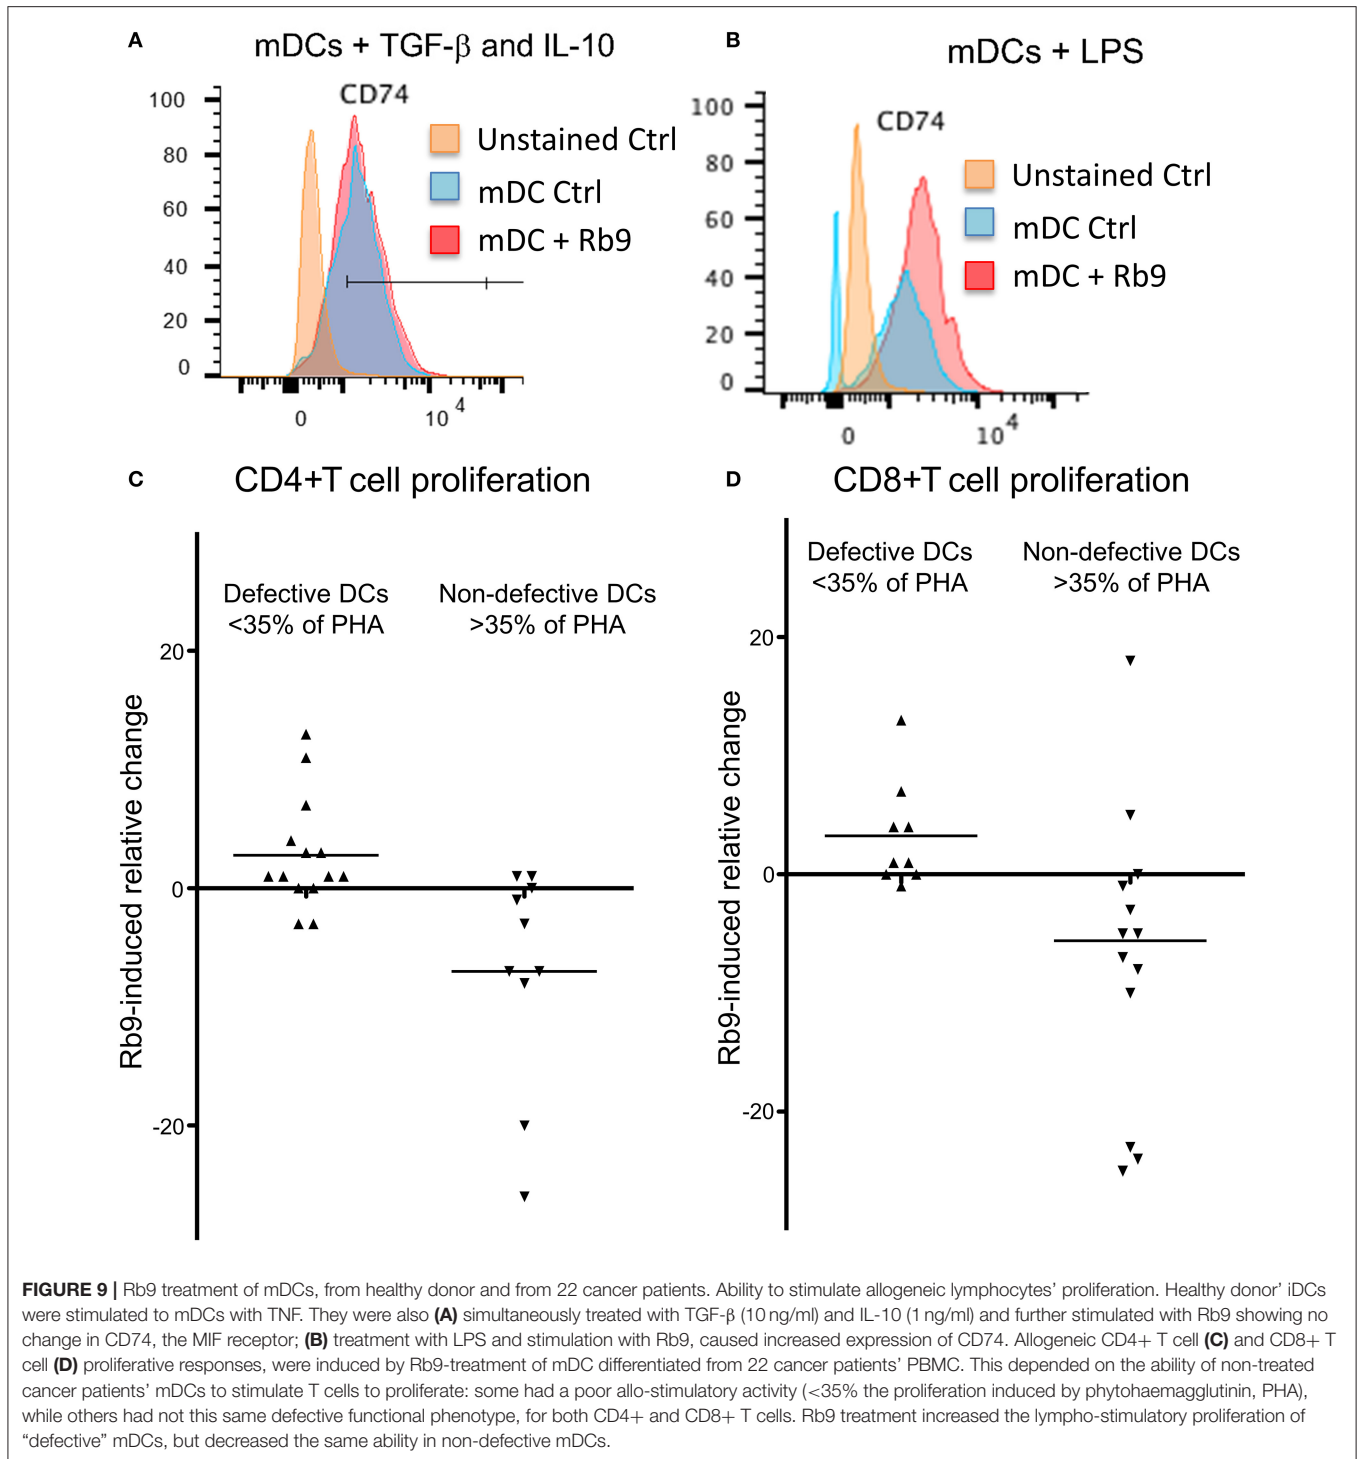 A
mDCs + TGF-β and IL-10
CD74
100
80
60
40
20
0
0
10^4
Unstained Ctrl
mDC Ctrl
mDC + Rb9
B
mDCs + LPS
CD74
100
80
60
40
20
0
0
10^4
Unstained Ctrl
mDC Ctrl
mDC + Rb9
C
CD4+T cell proliferation
Defective DCs
<35% of PHA
Non-defective DCs
>35% of PHA
Rb9-induced relative change
20
0
-20
D
CD8+T cell proliferation
Defective DCs
<35% of PHA
Non-defective DCs
>35% of PHA
Rb9-induced relative change
20
0
-20
FIGURE 9 | Rb9 treatment of mDCs, from healthy donor and from 22 cancer patients. Ability to stimulate allogeneic lymphocytes' proliferation. Healthy donor' iDCs
were stimulated to mDCs with TNF. They were also (A) simultaneously treated with TGF-β (10 ng/ml) and IL-10 (1 ng/ml) and further stimulated with Rb9 showing no
change in CD74, the MIF receptor; (B) treatment with LPS and stimulation with Rb9, caused increased expression of CD74. Allogeneic CD4+ T cell (C) and CD8+ T
cell (D) proliferative responses, were induced by Rb9-treatment of mDC differentiated from 22 cancer patients' PBMC. This depended on the ability of non-treated
cancer patients' mDCs to stimulate T cells to proliferate: some had a poor allo-stimulatory activity (<35% the proliferation induced by phytohaemagglutinin, PHA),
while others had not this same defective functional phenotype, for both CD4+ and CD8+ T cells. Rb9 treatment increased the lympho-stimulatory proliferation of
"defective" mDCs, but decreased the same ability in non-defective mDCs.